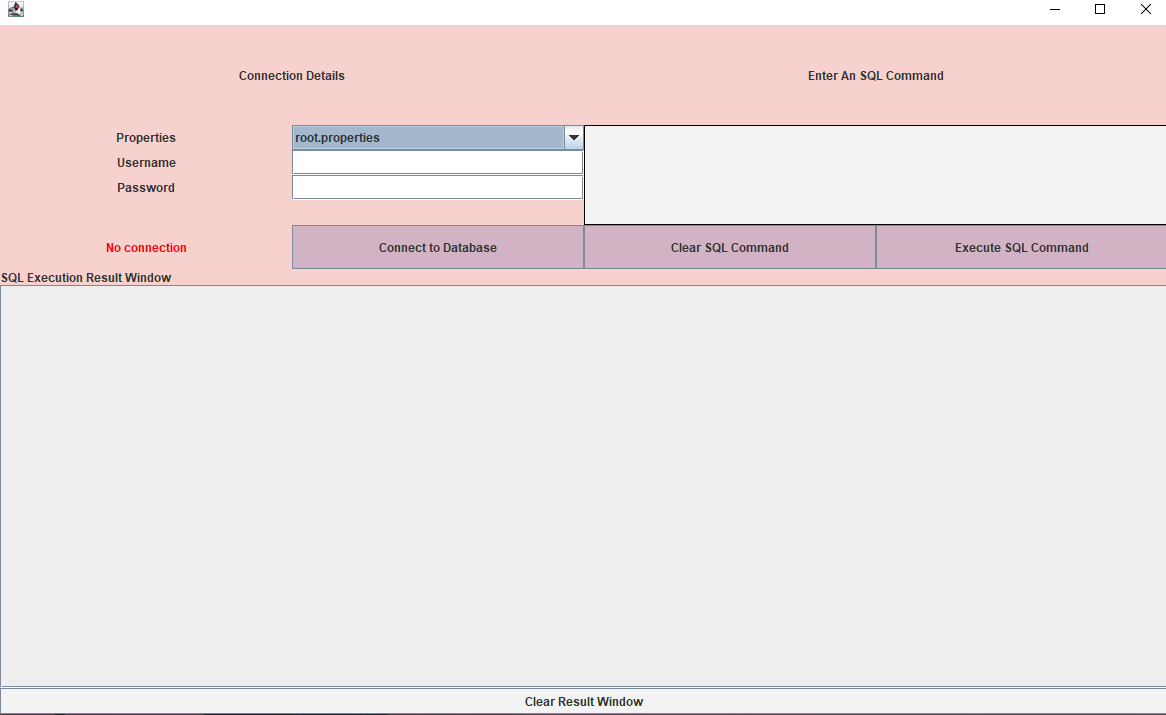 Connection Details
Enter An SQL Command
Properties
root.properties
Username
Password
No connection
Connect to Database
Clear SQL Command
Execute SQL Command
SQL Execution Result Window
Clear Result Window